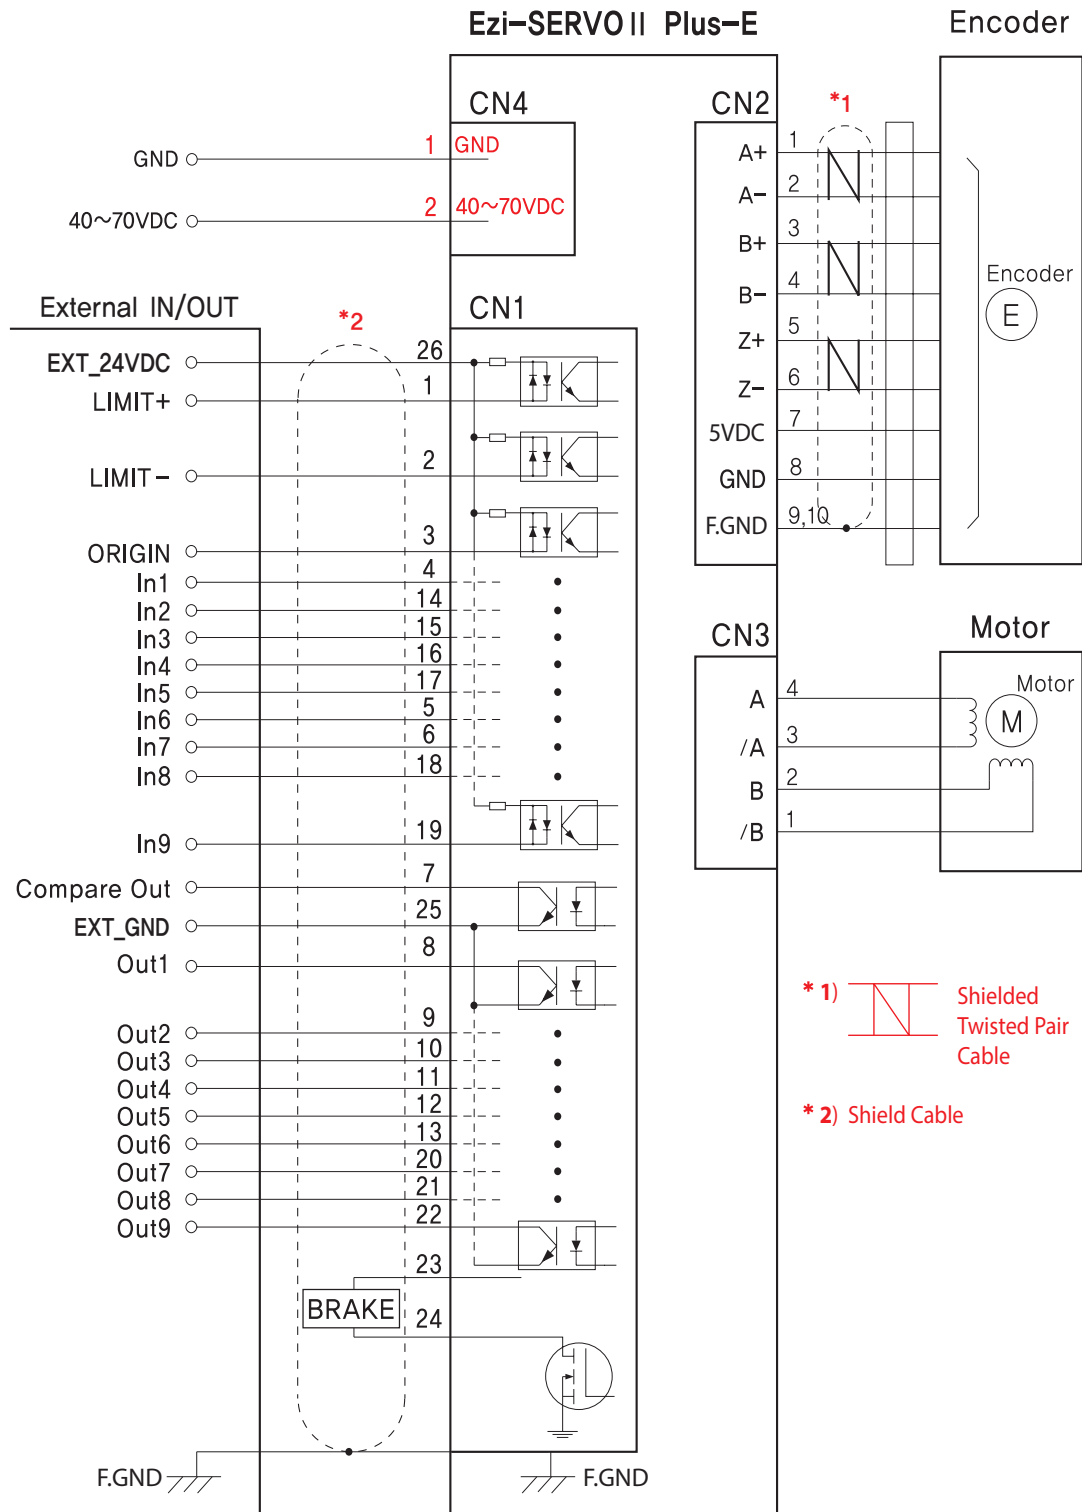 Ezi-SERVO II Plus-E
Encoder
CN4
GND 1 GND
40~70VDC 2 40~70VDC
CN2
*1
A+ 1
A- 2
B+ 3
B- 4
Z+ 5
Z- 6
5VDC 7
GND 8
F.GND 9,10
Encoder
E
External IN/OUT
*2
CN1
EXT_24VDC 26
LIMIT+ 1
LIMIT- 2
ORIGIN 3
In1 4
In2 14
In3 15
In4 16
In5 17
In6 5
In7 6
In8 18
In9 19
Compare Out 7
EXT_GND 25
Out1 8
Out2 9
Out3 10
Out4 11
Out5 12
Out6 13
Out7 20
Out8 21
Out9 22
23
BRAKE 24
F.GND
F.GND
CN3
Motor
A 4
/A 3
B 2
/B 1
Motor
M
* 1) Shielded
Twisted Pair
Cable
* 2) Shield Cable